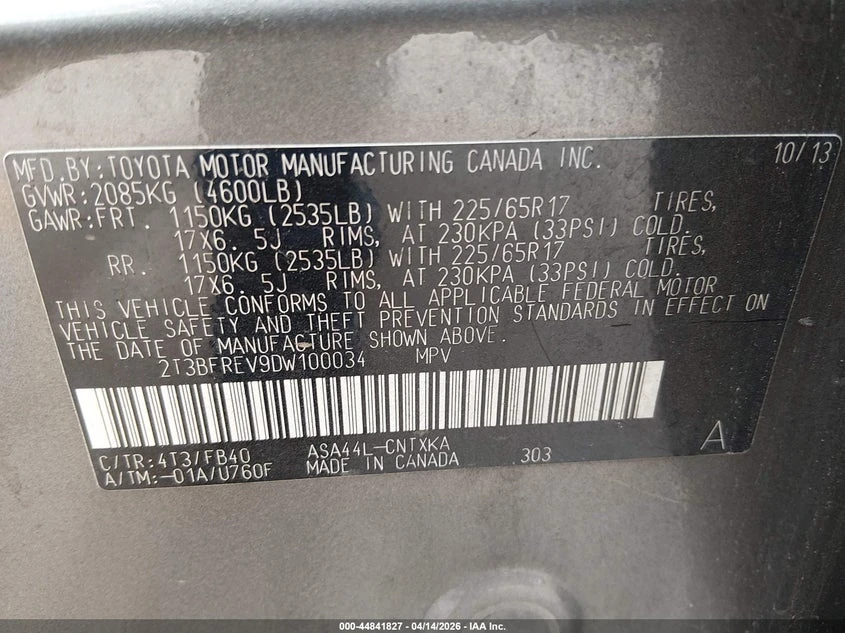 MFD.BY:TOYOTA MOTOR MANUFACTURING CANADA INC. 10/13
GVWR:2085KG (4600LB)
GAWR:FRT. 1150KG (2535LB) WITH 225/65R17 TIRES,
17X6.5J RIMS, AT 230KPA (33PSI) COLD.
RR. 1150KG (2535LB) WITH 225/65R17 TIRES,
17X6.5J RIMS, AT 230KPA (33PSI) COLD.
THIS VEHICLE CONFORMS TO ALL APPLICABLE FEDERAL MOTOR
VEHICLE SAFETY AND THEFT PREVENTION STANDARDS IN EFFECT ON
THE DATE OF MANUFACTURE SHOWN ABOVE.
2T3BFREV9DW100034 MPV
C/TR:4T3/FB40 ASA44L-CNTXKA A
A/TM:-01A/U760F MADE IN CANADA 303
000-44841827 - 04/14/2026 - IAA Inc.